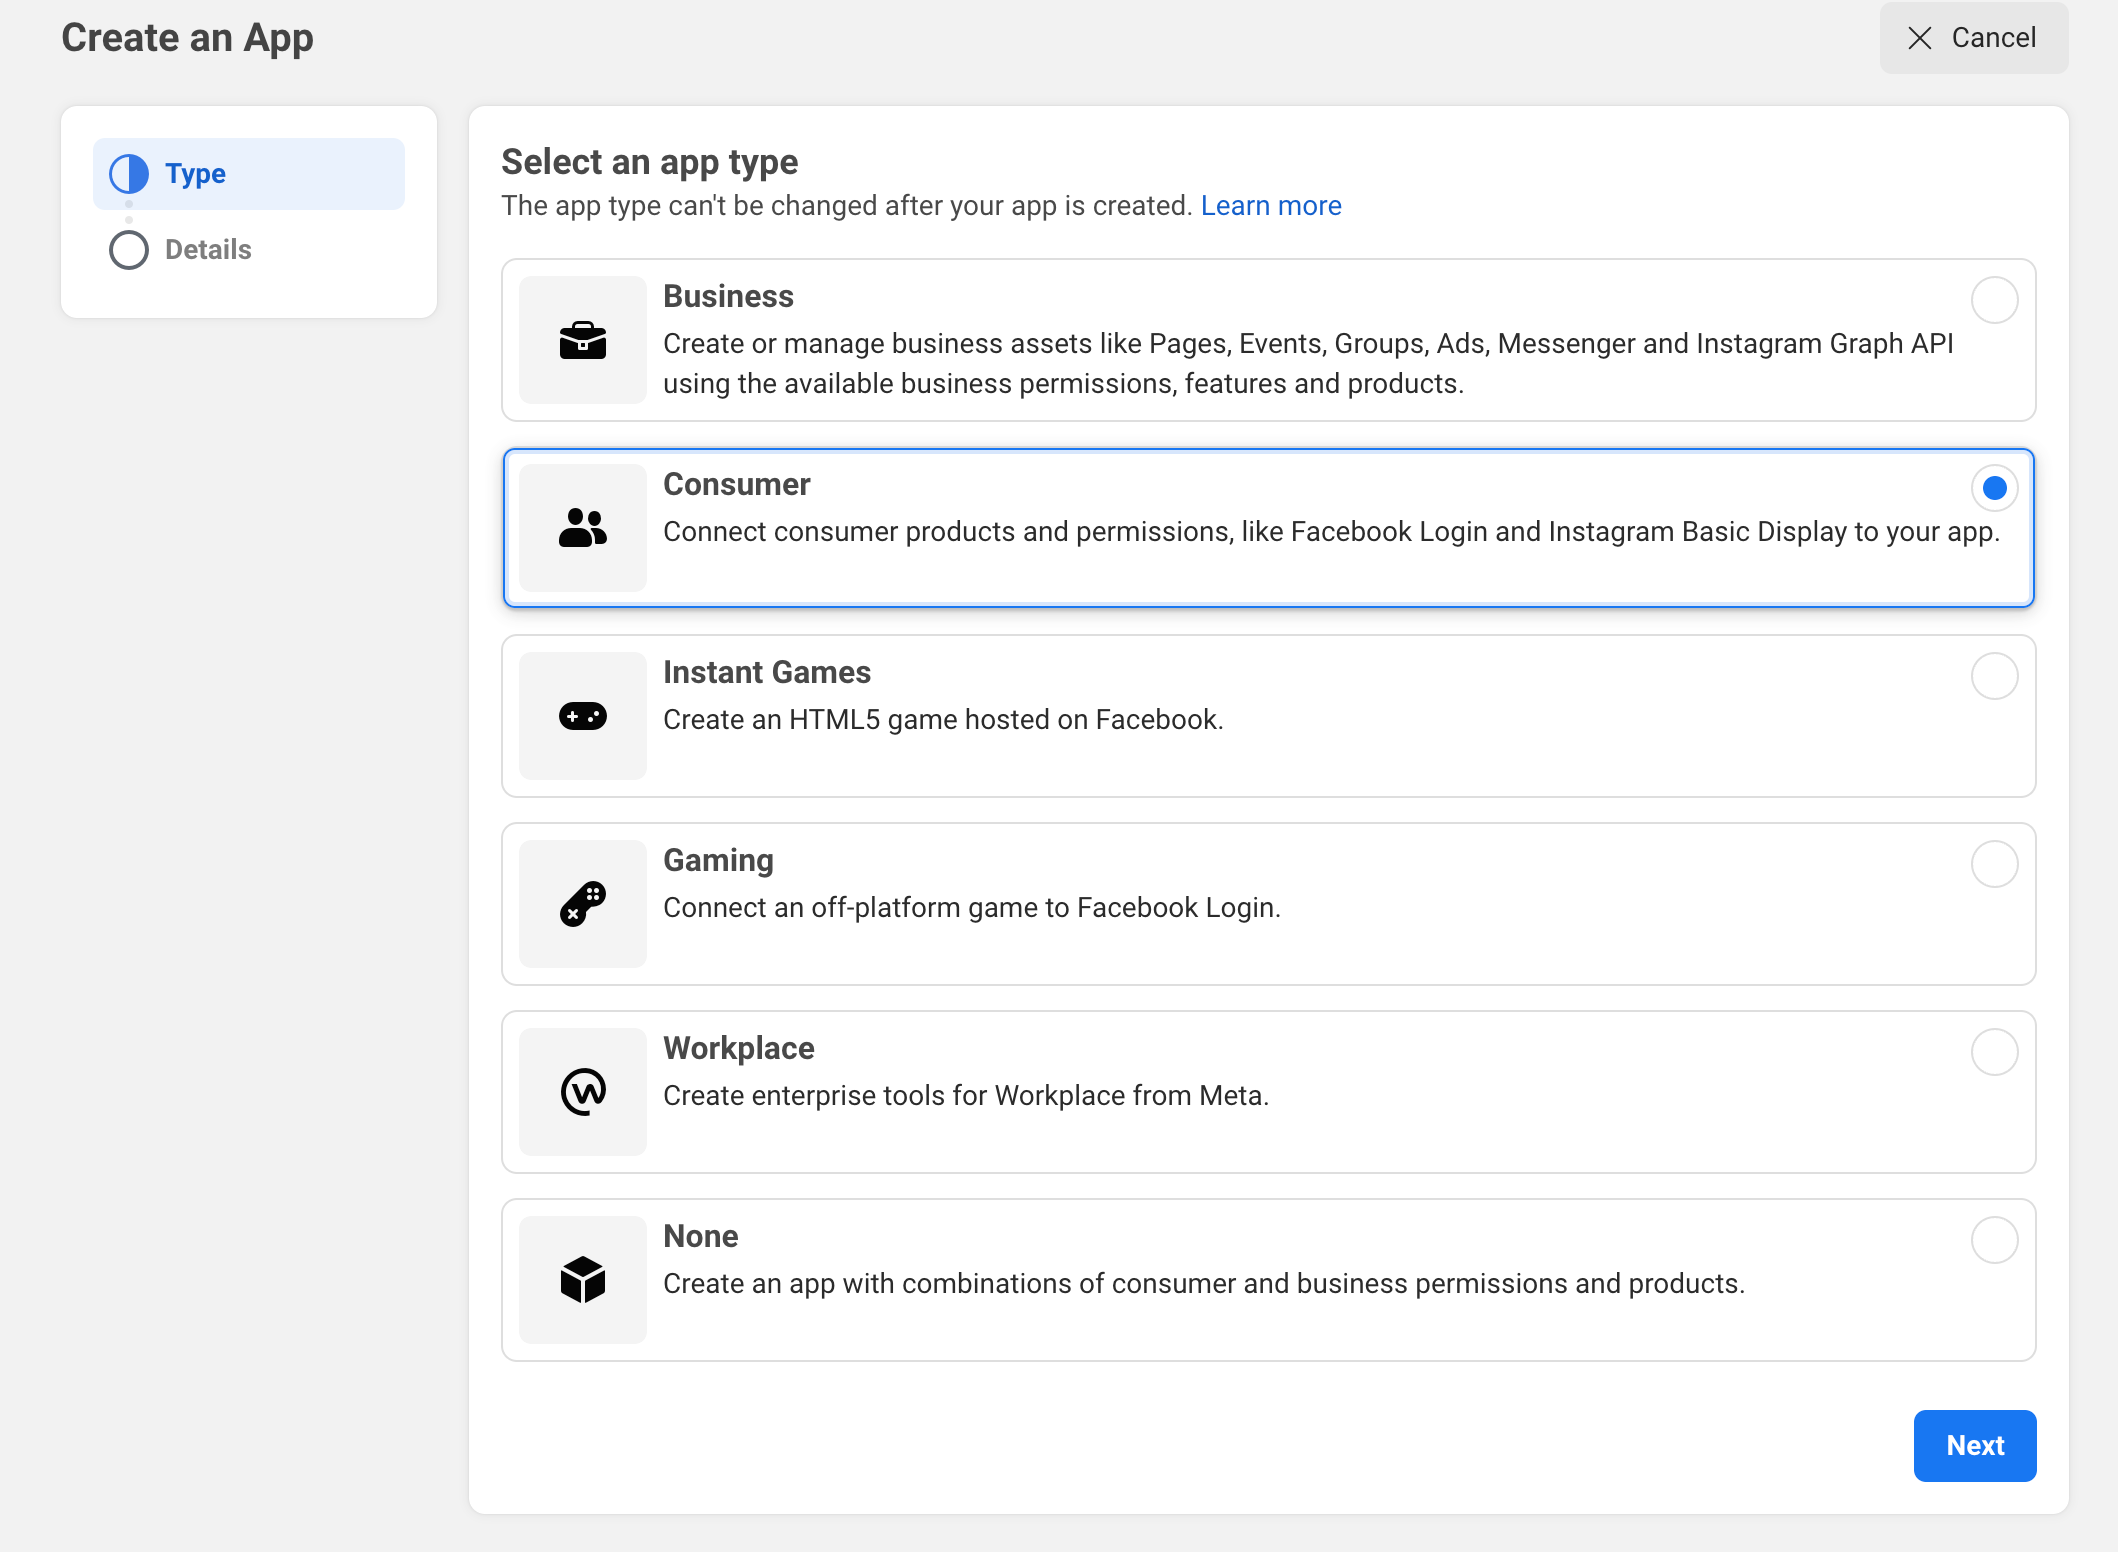 Create an App
Cancel
Type
Details
Select an app type
The app type can't be changed after your app is created. Learn more
Business
Create or manage business assets like Pages, Events, Groups, Ads, Messenger and Instagram Graph API
using the available business permissions, features and products.
Consumer
Connect consumer products and permissions, like Facebook Login and Instagram Basic Display to your app.
Instant Games
Create an HTML5 game hosted on Facebook.
Gaming
Connect an off-platform game to Facebook Login.
Workplace
Create enterprise tools for Workplace from Meta.
None
Create an app with combinations of consumer and business permissions and products.
Next